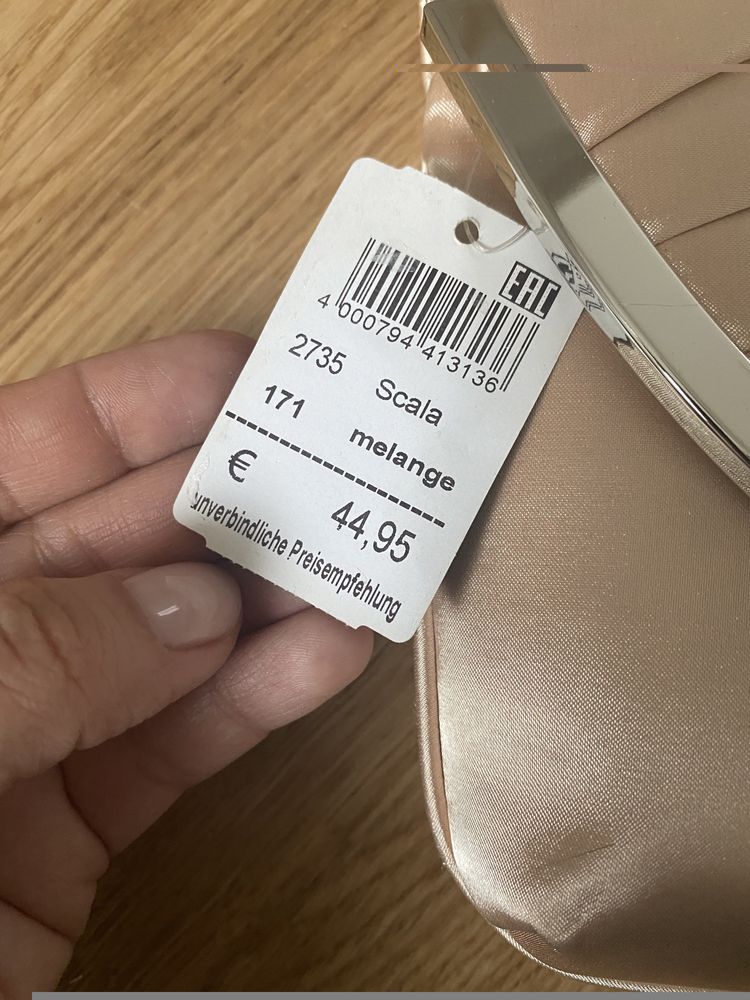 EAC
4 000794 413136
2735 Scala
171 melange
€ 44,95
unverbindliche Preisempfehlung